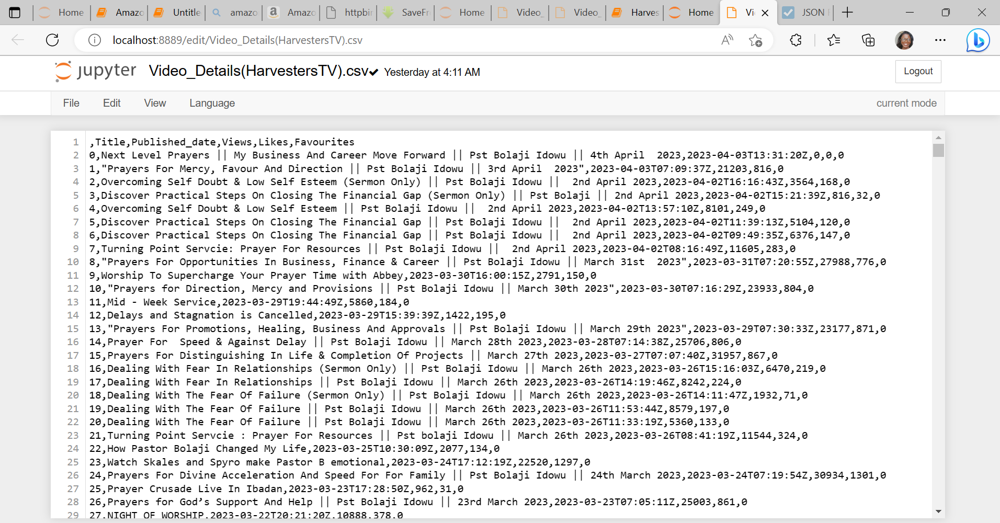 Home
Amazo
Untitle
amazo
Amazo
httpbin
SaveFr
Home
Video_
Video_
Harves
Home
Vi
JSON
localhost:8889/edit/Video_Details(HarvestersTV).csv
jupyter Video_Details(HarvestersTV).csv✔ Yesterday at 4:11 AM
Logout
File Edit View Language
current mode
1 ,Title,Published_date,Views,Likes,Favourites
2 0,Next Level Prayers || My Business And Career Move Forward || Pst Bolaji Idowu || 4th April  2023,2023-04-03T13:31:20Z,0,0,0
3 1,"Prayers For Mercy, Favour And Direction || Pst Bolaji Idowu || 3rd April  2023",2023-04-03T07:09:37Z,21203,816,0
4 2,Overcoming Self Doubt & Low Self Esteem (Sermon Only) || Pst Bolaji Idowu ||  2nd April 2023,2023-04-02T16:16:43Z,3564,168,0
5 3,Discover Practical Steps On Closing The Financial Gap (Sermon Only) || Pst Bolaji || 2nd April 2023,2023-04-02T15:21:39Z,816,32,0
6 4,Overcoming Self Doubt & Low Self Esteem || Pst Bolaji Idowu ||  2nd April 2023,2023-04-02T13:57:10Z,8101,249,0
7 5,Discover Practical Steps On Closing The Financial Gap || Pst Bolaji Idowu ||  2nd April 2023,2023-04-02T11:39:13Z,5104,120,0
8 6,Discover Practical Steps On Closing The Financial Gap || Pst Bolaji Idowu ||  2nd April 2023,2023-04-02T09:49:35Z,6376,147,0
9 7,Turning Point Servcie: Prayer For Resources || Pst Bolaji Idowu ||  2nd April 2023,2023-04-02T08:16:49Z,11605,283,0
10 8,"Prayers For Opportunities In Business, Finance & Career || Pst Bolaji Idowu || March 31st  2023",2023-03-31T07:20:55Z,27988,776,0
11 9,Worship To Supercharge Your Prayer Time with Abbey,2023-03-30T16:00:15Z,2791,150,0
12 10,"Prayers for Direction, Mercy and Provisions || Pst Bolaji Idowu || March 30th 2023",2023-03-30T07:16:29Z,23933,804,0
13 11,Mid - Week Service,2023-03-29T19:44:49Z,5860,184,0
14 12,Delays and Stagnation is Cancelled,2023-03-29T15:39:39Z,1422,195,0
15 13,"Prayers For Promotions, Healing, Business And Approvals || Pst Bolaji Idowu || March 29th 2023",2023-03-29T07:30:33Z,23177,871,0
16 14,Prayer For  Speed & Against Delay || Pst Bolaji Idowu || March 28th 2023,2023-03-28T07:14:38Z,25706,806,0
17 15,Prayers For Distinguishing In Life & Completion Of Projects || March 27th 2023,2023-03-27T07:07:40Z,31957,867,0
18 16,Dealing With Fear In Relationships (Sermon Only) || Pst Bolaji Idowu || March 26th 2023,2023-03-26T15:16:03Z,6470,219,0
19 17,Dealing With Fear In Relationships || Pst Bolaji Idowu || March 26th 2023,2023-03-26T14:19:46Z,8242,224,0
20 18,Dealing With The Fear Of Failure (Sermon Only) || Pst Bolaji Idowu || March 26th 2023,2023-03-26T14:11:47Z,1932,71,0
21 19,Dealing With The Fear Of Failure || Pst Bolaji Idowu || March 26th 2023,2023-03-26T11:53:44Z,8579,197,0
22 20,Dealing With The Fear Of Failure || Pst Bolaji Idowu || March 26th 2023,2023-03-26T11:33:19Z,5360,133,0
23 21,Turning Point Servcie : Prayer For Resources || Pst bolaji Idowu || March 26th 2023,2023-03-26T08:41:19Z,11544,324,0
24 22,How Pastor Bolaji Changed My Life,2023-03-25T10:30:09Z,2077,134,0
25 23,Watch Skales and Spyro make Pastor B emotional,2023-03-24T17:12:19Z,22520,1297,0
26 24,Prayers For Divine Acceleration And Speed For For Family || Pst Bolaji Idowu || 24th March 2023,2023-03-24T07:19:54Z,30934,1301,0
27 25,Prayer Crusade Live In Ibadan,2023-03-23T17:28:50Z,962,31,0
28 26,Prayers for God’s Support And Help || Pst Bolaji Idowu || 23rd March 2023,2023-03-23T07:05:11Z,25003,861,0
29 27,NIGHT OF WORSHIP,2023-03-22T20:21:20Z,10888,378,0